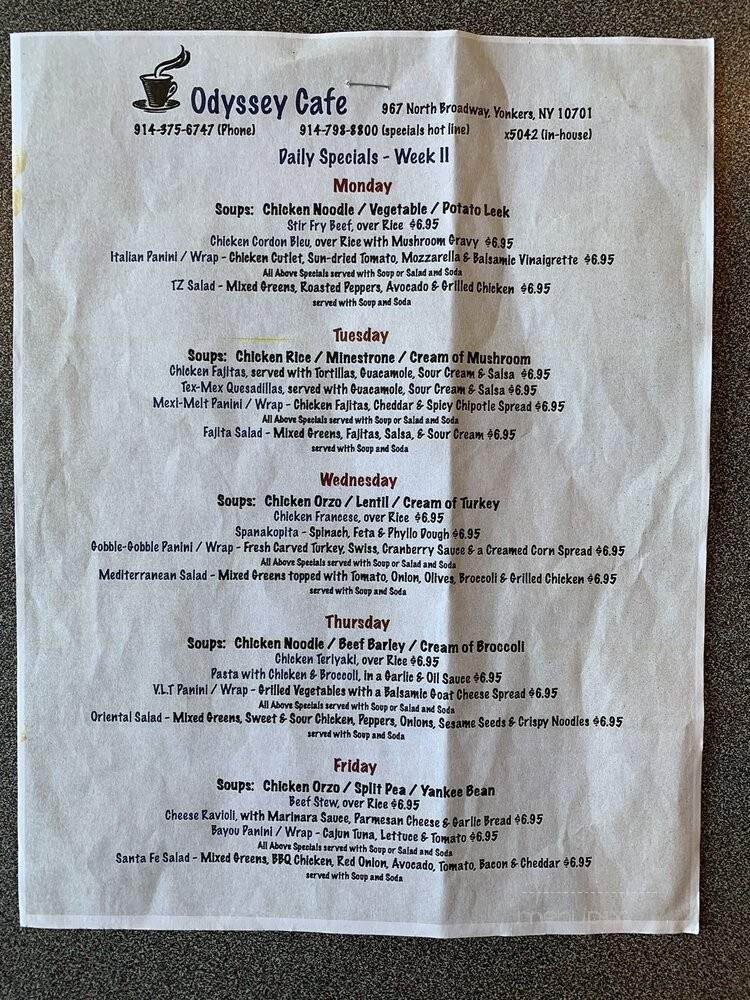 Odyssey Cafe 967 North Broadway, Yonkers, NY 10701
914-375-6747 (Phone) 914-798-8800 (specials hot line) x5042 (in-house)
Daily Specials - Week II
Monday
Soups: Chicken Noodle / Vegetable / Potato Leek
Stir Fry Beef, over Rice $6.95
Chicken Cordon Bleu, over Rice with Mushroom Gravy $6.95
Italian Panini / Wrap - Chicken Cutlet, Sun-dried Tomato, Mozzarella & Balsamic Vinaigrette $6.95
All Above Specials served with Soup or Salad and Soda
TZ Salad - Mixed Greens, Roasted Peppers, Avocado & Grilled Chicken $6.95
served with Soup and Soda
Tuesday
Soups: Chicken Rice / Minestrone / Cream of Mushroom
Chicken Fajitas, served with Tortillas, Guacamole, Sour Cream & Salsa $6.95
Tex-Mex Quesadillas, served with Guacamole, Sour Cream & Salsa $6.95
Mexi-Melt Panini / Wrap - Chicken Fajitas, Cheddar & Spicy Chipotle Spread $6.95
All Above Specials served with Soup or Salad and Soda
Fajita Salad - Mixed Greens, Fajitas, Salsa, & Sour Cream $6.95
served with Soup and Soda
Wednesday
Soups: Chicken Orzo / Lentil / Cream of Turkey
Chicken Francese, over Rice $6.95
Spanakopita - Spinach, Feta & Phyllo Dough $6.95
Gobble-Gobble Panini / Wrap - Fresh Carved Turkey, Swiss, Cranberry Sauce & a Creamed Corn Spread $6.95
All Above Specials served with Soup or Salad and Soda
Mediterranean Salad - Mixed Greens topped with Tomato, Onion, Olives, Broccoli & Grilled Chicken $6.95
served with Soup and Soda
Thursday
Soups: Chicken Noodle / Beef Barley / Cream of Broccoli
Chicken Teriyaki, over Rice $6.95
Pasta with Chicken & Broccoli, in a Garlic & Oil Sauce $6.95
V.L.T Panini / Wrap - Grilled Vegetables with a Balsamic Goat Cheese Spread $6.95
All Above Specials served with Soup or Salad and Soda
Oriental Salad - Mixed Greens, Sweet & Sour Chicken, Peppers, Onions, Sesame Seeds & Crispy Noodles $6.95
served with Soup and Soda
Friday
Soups: Chicken Orzo / Split Pea / Yankee Bean
Beef Stew, over Rice $6.95
Cheese Ravioli, with Marinara Sauce, Parmesan Cheese & Garlic Bread $6.95
Bayou Panini / Wrap - Cajun Tuna, Lettuce & Tomato $6.95
All Above Specials served with Soup or Salad and Soda
Santa Fe Salad - Mixed Greens, BBQ Chicken, Red Onion, Avocado, Tomato, Bacon & Cheddar $6.95
served with Soup and Soda